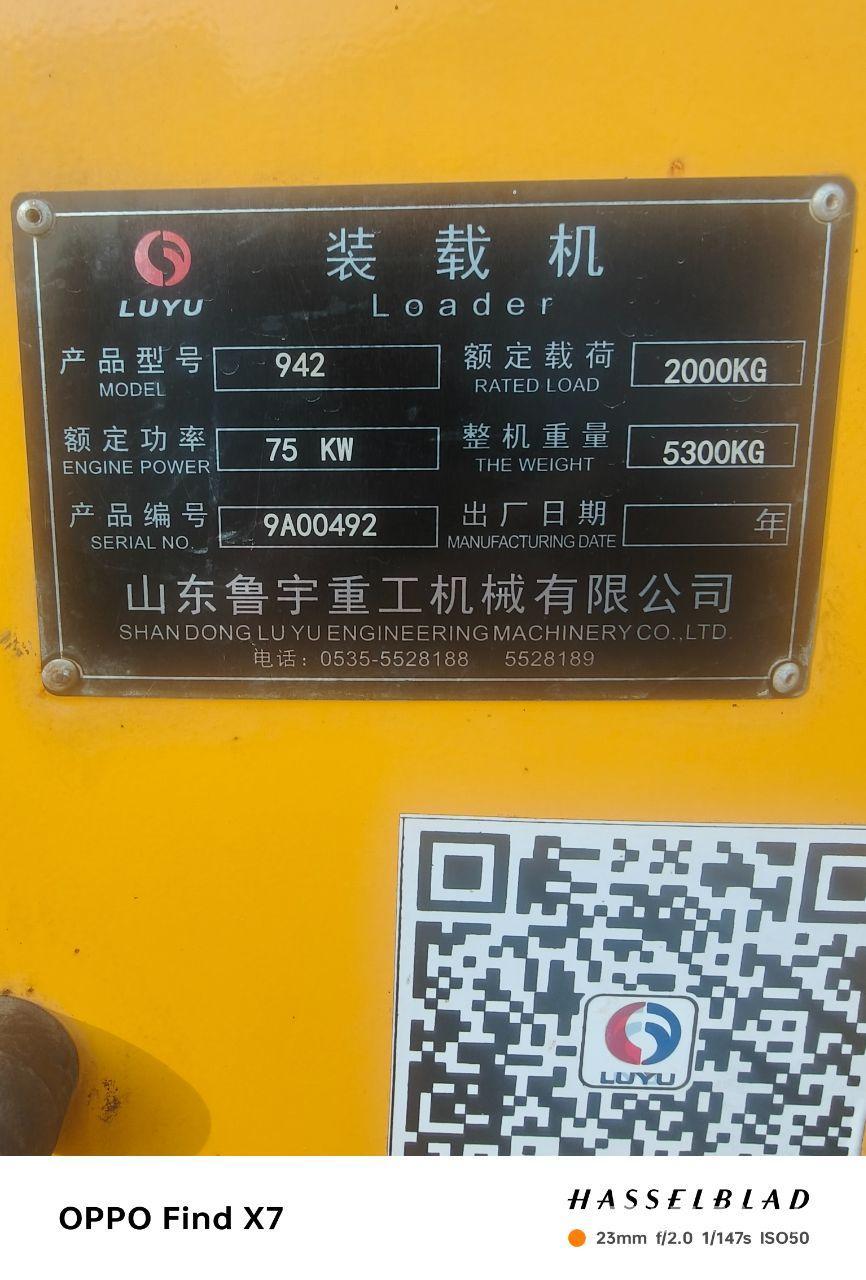 LUYU
装载机
Loader
产品型号 942 额定载荷 2000KG
MODEL RATED LOAD
额定功率 75 KW 整机重量 5300KG
ENGINE POWER THE WEIGHT
产品编号 9A00492 出厂日期 年
SERIAL NO. MANUFACTURING DATE
山东鲁宇重工机械有限公司
SHAN DONG LU YU ENGINEERING MACHINERY CO.,LTD.
电话：0535-5528188 5528189
LUYU
OPPO Find X7
HASSELBLAD
23mm f/2.0 1/147s ISO50